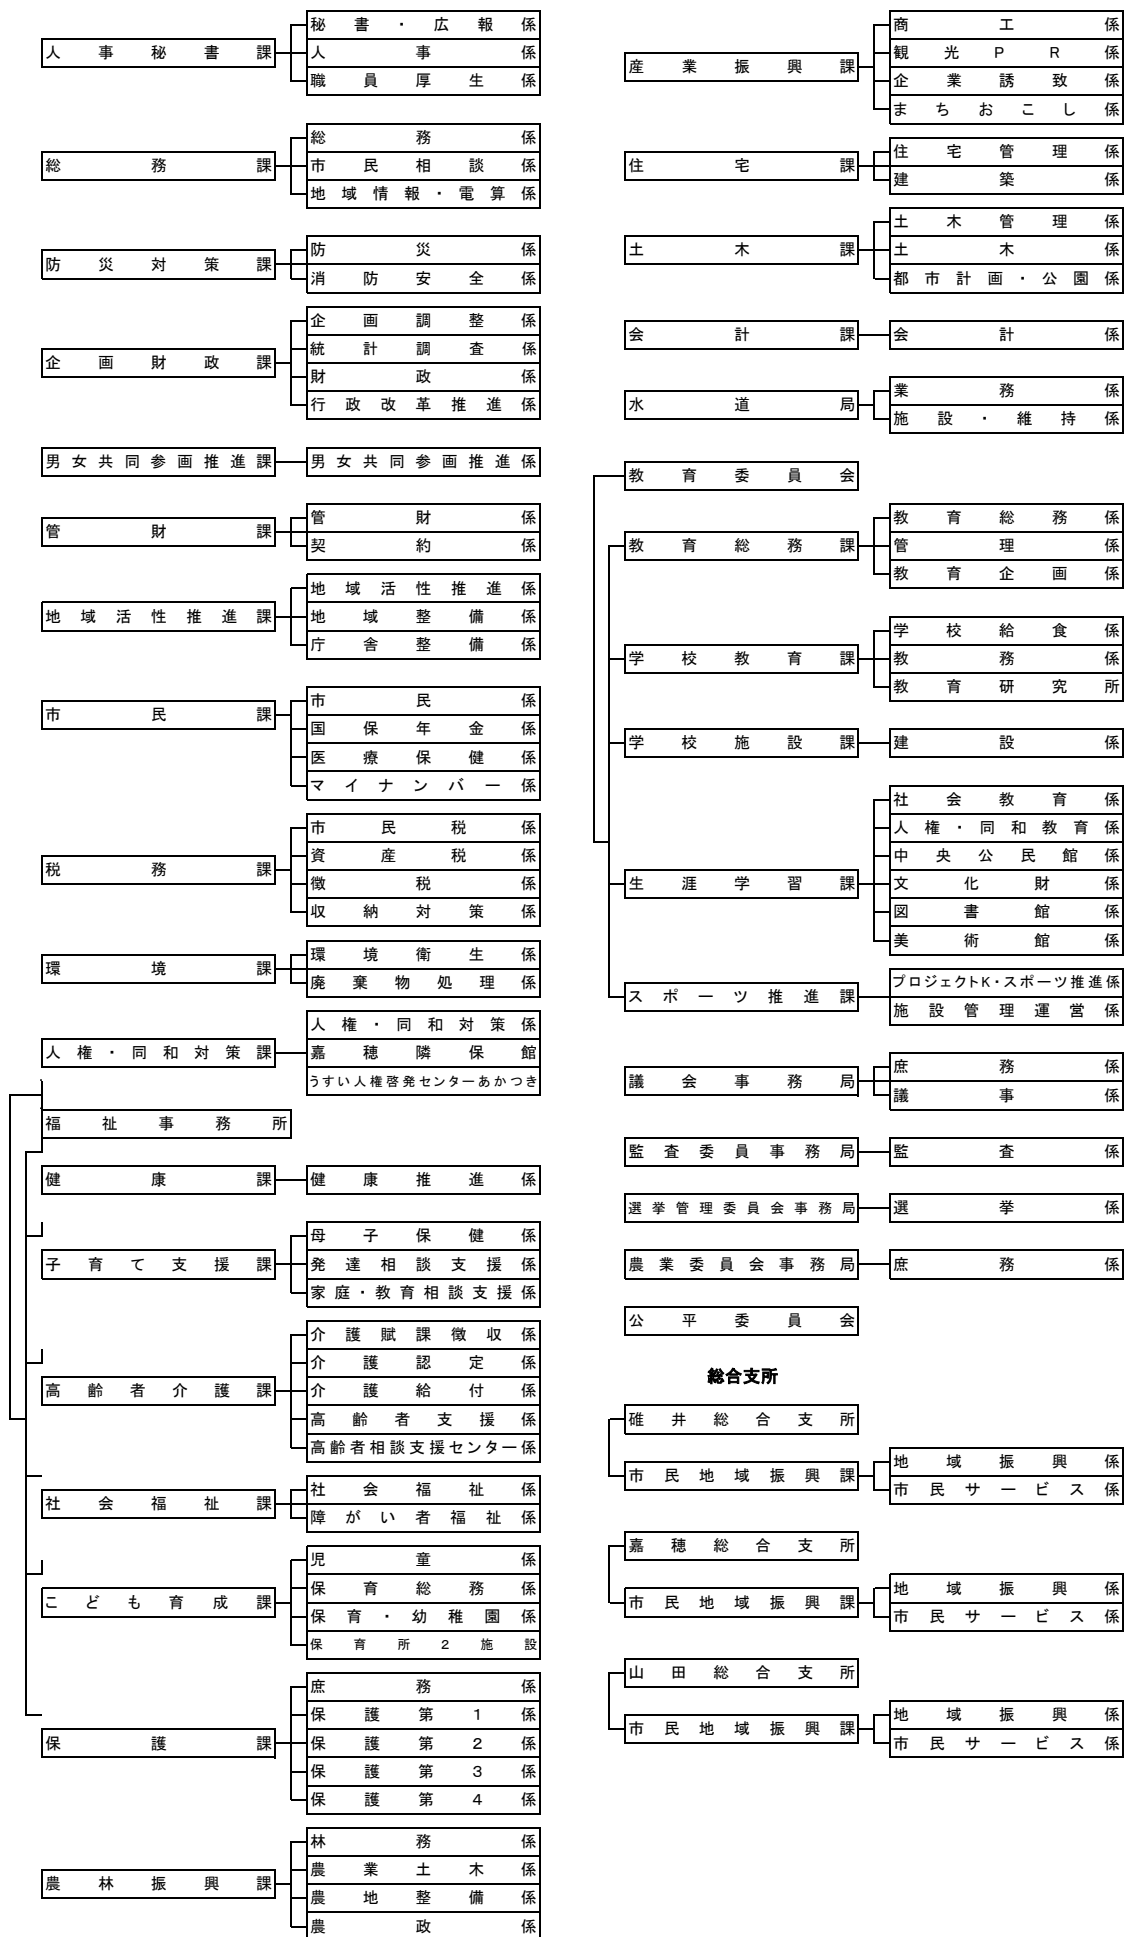 秘書・広報係
人事秘書課
人事係
職員厚生係
総務係
総務課
市民相談係
地域情報・電算係
防災係
防災対策課
消防安全係
企画調整係
統計調査係
企画財政課
財政係
行政改革推進係
男女共同参画推進課
男女共同参画推進係
管財係
管財課
契約係
地域活性推進係
地域活性推進課
地域整備係
庁舎整備係
市民係
市民課
国保年金係
医療保健係
マイナンバー係
市民税係
資産税係
税務課
徴税係
収納対策係
環境衛生係
環境課
廃棄物処理係
人権・同和対策係
人権・同和対策課
嘉穂隣保館
うすい人権啓発センターあかつき
福祉事務所
健康課
健康推進係
母子保健係
子育て支援課
発達相談支援係
家庭・教育相談支援係
介護賦課徴収係
介護認定係
高齢者介護課
介護給付係
高齢者支援係
高齢者相談支援センター係
社会福祉係
社会福祉課
障がい者福祉係
児童係
保育総務係
こども育成課
保育・幼稚園係
保育所2施設
庶務係
保護第1係
保護課
保護第2係
保護第3係
保護第4係
林務係
農業土木係
農林振興課
農地整備係
農政係
商工係
観光PR係
産業振興課
企業誘致係
まちおこし係
住宅管理係
住宅課
建築係
土木管理係
土木課
土木係
都市計画・公園係
会計課
会計係
業務係
水道局
施設・維持係
教育委員会
教育総務係
教育総務課
管理係
教育企画係
学校給食係
学校教育課
教務係
教育研究所
学校施設課
建設係
社会教育係
人権・同和教育係
中央公民館係
生涯学習課
文化財係
図書館係
美術館係
プロジェクトK・スポーツ推進係
スポーツ推進課
施設管理運営係
庶務係
議会事務局
議事係
監査委員事務局
監査係
選挙管理委員会事務局
選挙係
農業委員会事務局
庶務係
公平委員会
総合支所
碓井総合支所
地域振興係
市民地域振興課
市民サービス係
嘉穂総合支所
地域振興係
市民地域振興課
市民サービス係
山田総合支所
地域振興係
市民地域振興課
市民サービス係